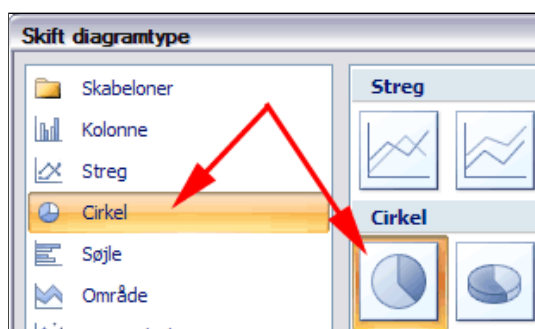 Skift diagramtype
Skabeloner
Kolonne
Streg
Cirkel
Søjle
Område
Streg
Cirkel